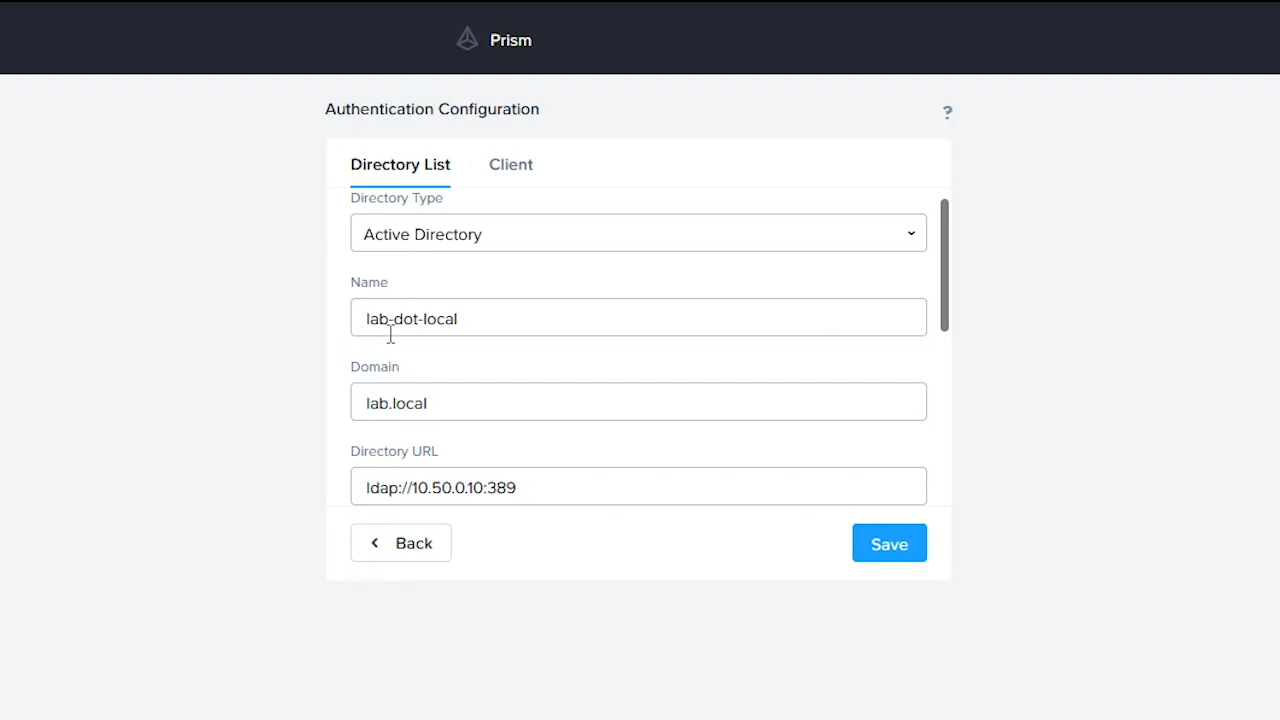 Prism
Authentication Configuration
?
Directory List
Client
Directory Type
Active Directory
Name
lab-dot-local
Domain
lab.local
Directory URL
ldap://10.50.0.10:389
Back
Save